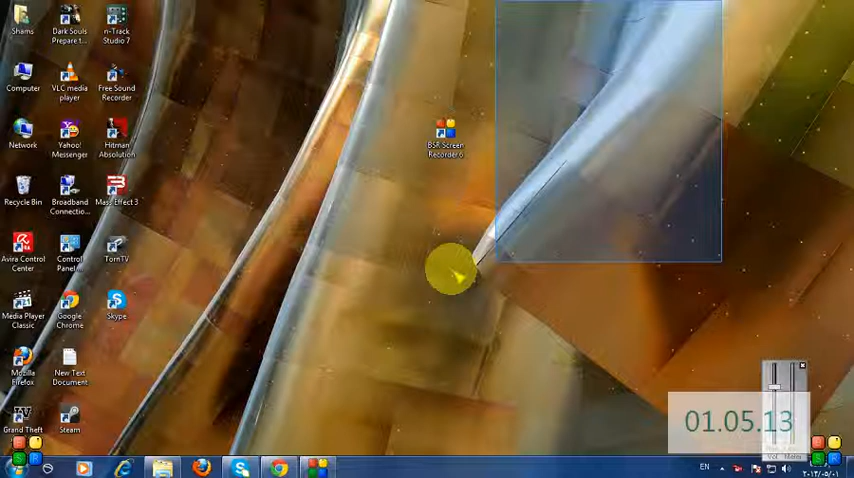 Shams
Dark Souls
Prepare t...
n-Track
Studio 7
Computer
VLC media
player
Free Sound
Recorder
Network
Yahoo!
Messenger
Hitman
Absolution
BSR Screen
Recorder 6
Recycle Bin
Broadband
Connectio...
Mass Effect 3
Avira Control
Center
Control
Panel...
TornTV
Media Player
Classic
Google
Chrome
Skype
Mozilla
Firefox
New Text
Document
Grand Theft
Steam
01.05.13
EN